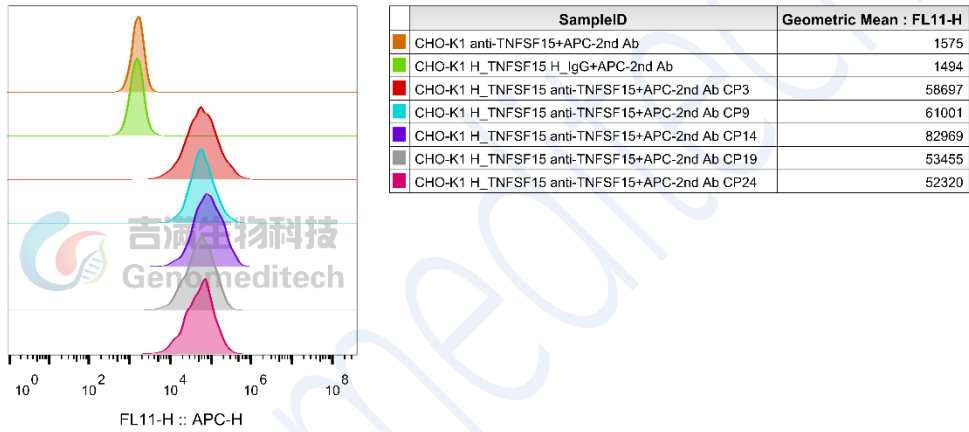 SampleID Geometric Mean : FL11-H
CHO-K1 anti-TNFSF15+APC-2nd Ab 1575
CHO-K1 H_TNFSF15 H_IgG+APC-2nd Ab 1494
CHO-K1 H_TNFSF15 anti-TNFSF15+APC-2nd Ab CP3 58697
CHO-K1 H_TNFSF15 anti-TNFSF15+APC-2nd Ab CP9 61001
CHO-K1 H_TNFSF15 anti-TNFSF15+APC-2nd Ab CP14 82969
CHO-K1 H_TNFSF15 anti-TNFSF15+APC-2nd Ab CP19 53455
CHO-K1 H_TNFSF15 anti-TNFSF15+APC-2nd Ab CP24 52320
吉满生物科技
Genomeditech
10^0 10^2 10^4 10^6 10^8
FL11-H :: APC-H